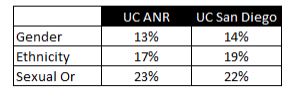 UC ANR UC San Diego
Gender 13% 14%
Ethnicity 17% 19%
Sexual Or 23% 22%